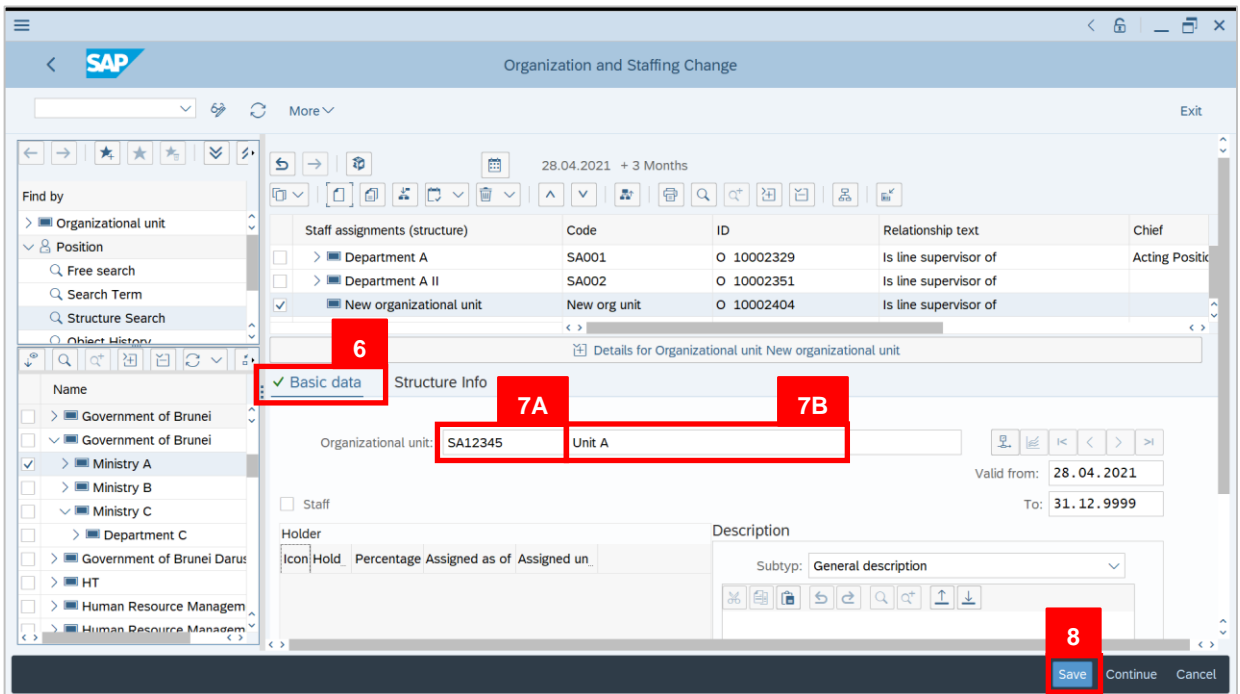 SAP
Organization and Staffing Change
More
Exit
28.04.2021 + 3 Months
Find by
Organizational unit
Position
Free search
Search Term
Structure Search
Object History
Staff assignments (structure) Code ID Relationship text Chief
Department A SA001 O 10002329 Is line supervisor of Acting Positic
Department A II SA002 O 10002351 Is line supervisor of
New organizational unit New org unit O 10002404 Is line supervisor of
Details for Organizational unit New organizational unit
6
Basic data Structure Info
7A 7B
Organizational unit: SA12345 Unit A
Valid from: 28.04.2021
To: 31.12.9999
Staff
Holder
Icon Hold.. Percentage Assigned as of Assigned un..
Description
Subtyp: General description
Name
Government of Brunei
Government of Brunei
Ministry A
Ministry B
Ministry C
Department C
Government of Brunei Darus
HT
Human Resource Managem
Human Resource Managem
8
Save Continue Cancel